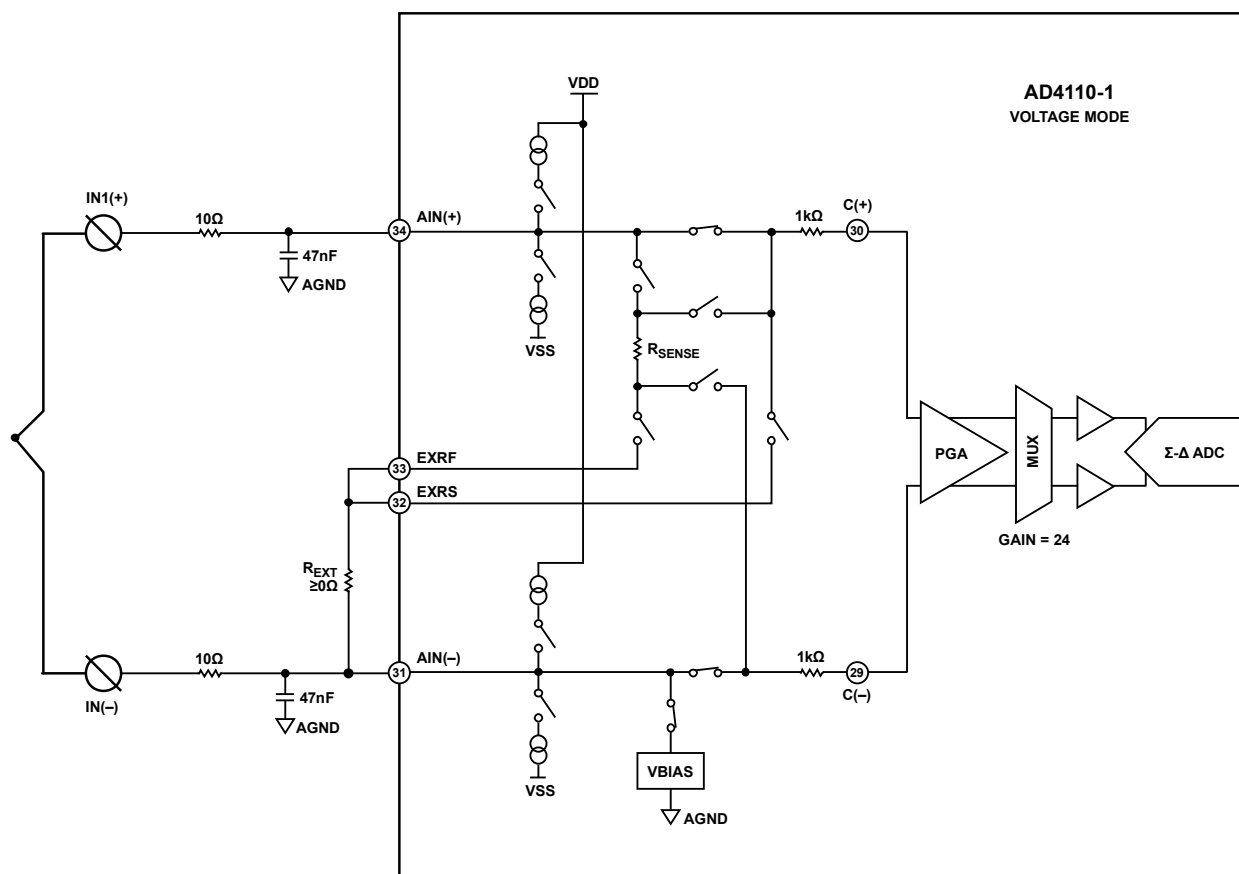 VDD
AD4110-1
VOLTAGE MODE
IN1(+)
10Ω
47nF
AGND
34
AIN(+)
VSS
RSENSE
1kΩ
C(+)
30
33
EXRF
32
EXRS
REXT
≥0Ω
PGA
MUX
Σ-Δ ADC
GAIN = 24
10Ω
IN(–)
47nF
AGND
31
AIN(–)
VSS
1kΩ
29
C(–)
VBIAS
AGND